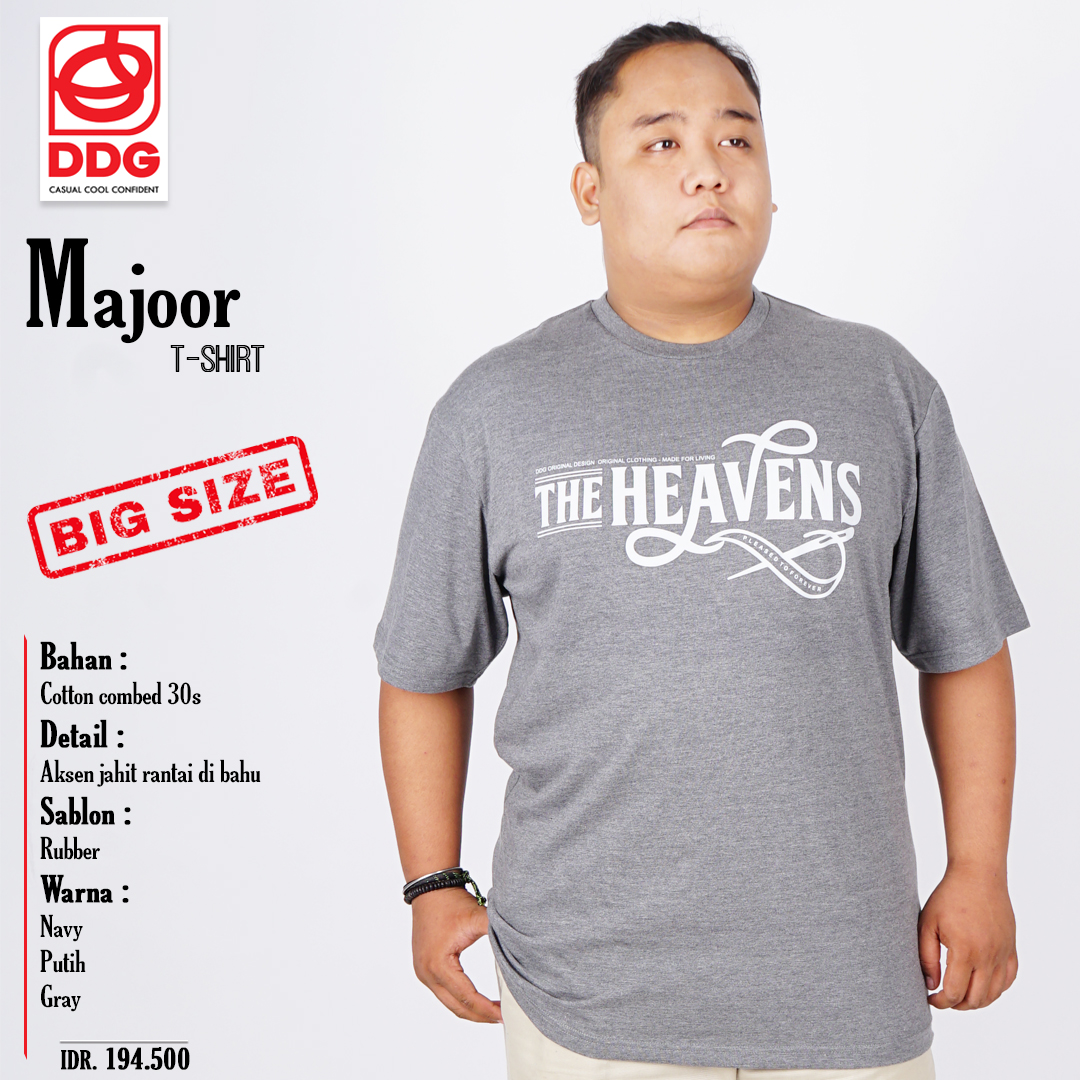 DDG
CASUAL COOL CONFIDENT
Majoor
T-SHIRT
BIG SIZE
DDG ORIGINAL DESIGN ORIGINAL CLOTHING - MADE FOR LIVING
THE HEAVENS
PLEASED TO FOREVER
Bahan :
Cotton combed 30s
Detail :
Aksen jahit rantai di bahu
Sablon :
Rubber
Warna :
Navy
Putih
Gray
IDR. 194.500